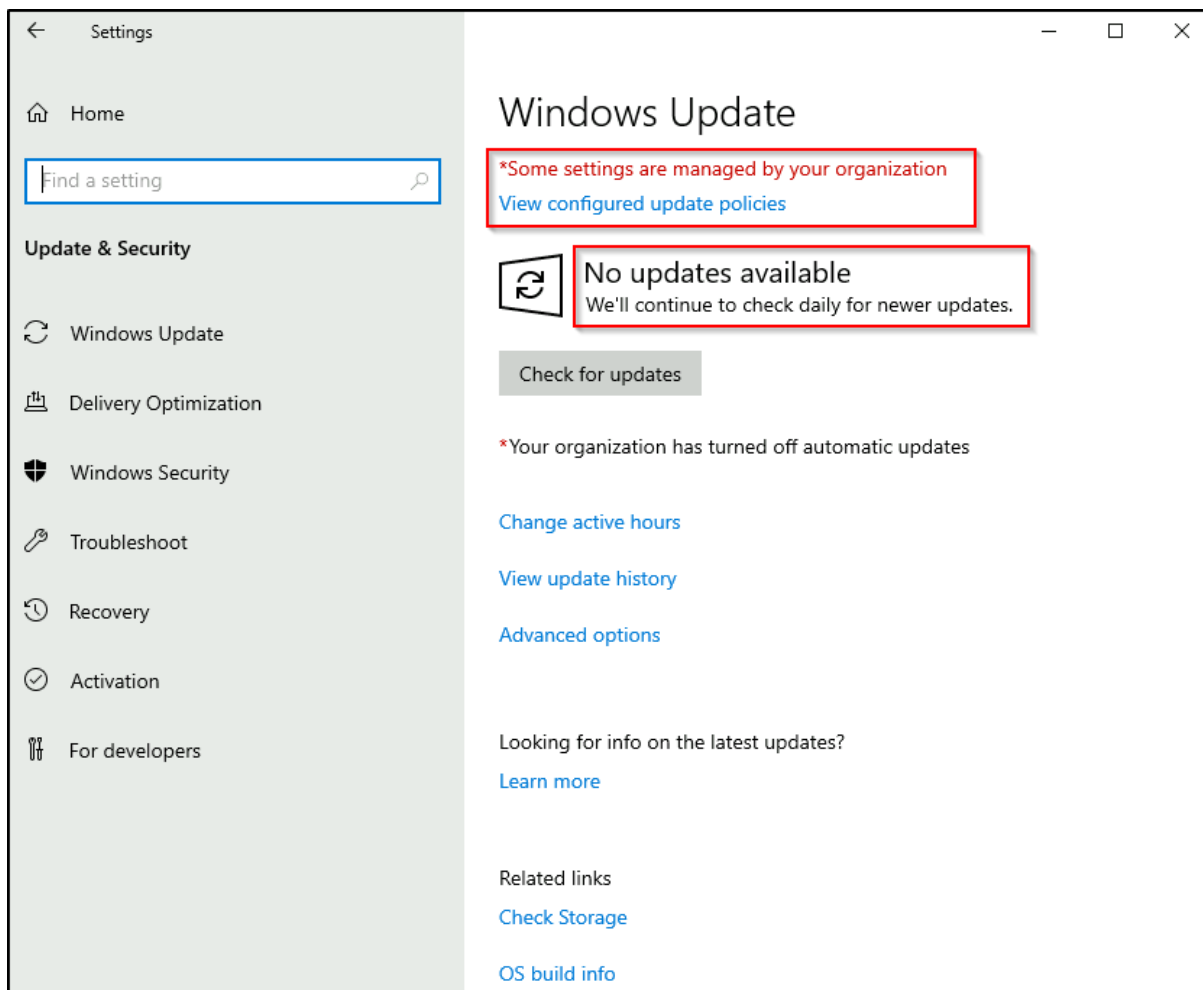 Settings
Home
Find a setting
Update & Security
Windows Update
Delivery Optimization
Windows Security
Troubleshoot
Recovery
Activation
For developers
Windows Update
*Some settings are managed by your organization
View configured update policies
No updates available
We'll continue to check daily for newer updates.
Check for updates
*Your organization has turned off automatic updates
Change active hours
View update history
Advanced options
Looking for info on the latest updates?
Learn more
Related links
Check Storage
OS build info